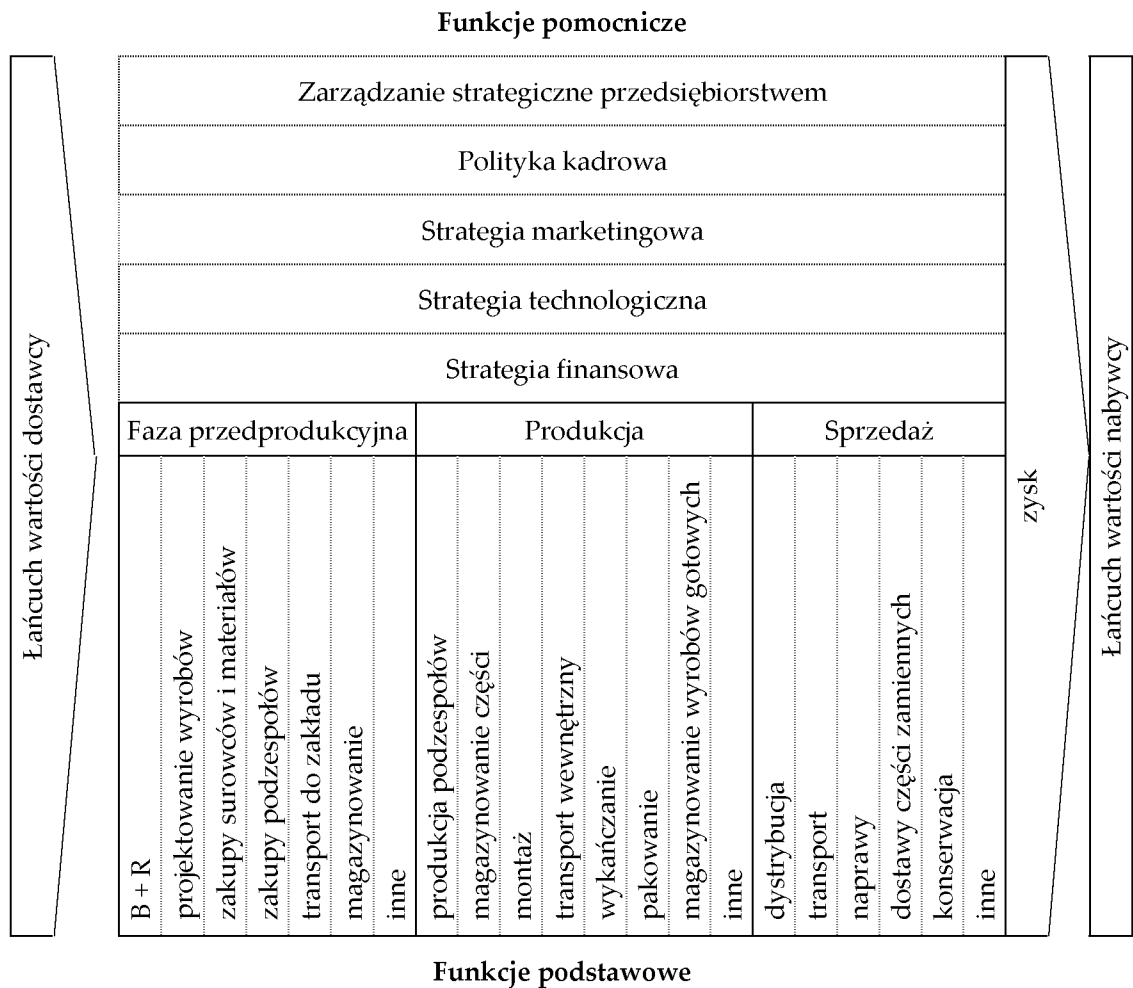 Funkcje pomocnicze
Łańcuch wartości dostawcy
Zarządzanie strategiczne przedsiębiorstwem
Polityka kadrowa
Strategia marketingowa
Strategia technologiczna
Strategia finansowa
Faza przedprodukcyjna
Produkcja
Sprzedaż
B + R
projektowanie wyrobów
zakupy surowców i materiałów
zakupy podzespołów
transport do zakładu
magazynowanie
inne
produkcja podzespołów
magazynowanie części
montaż
transport wewnętrzny
wykańczanie
pakowanie
magazynowanie wyrobów gotowych
inne
dystrybucja
transport
naprawy
dostawy części zamiennych
konserwacja
inne
zysk
Łańcuch wartości nabywcy
Funkcje podstawowe